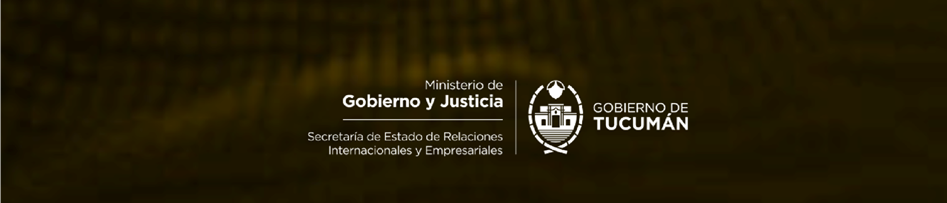 Ministerio de
Gobierno y Justicia
Secretaría de Estado de Relaciones
Internacionales y Empresariales
GOBIERNO DE
TUCUMÁN